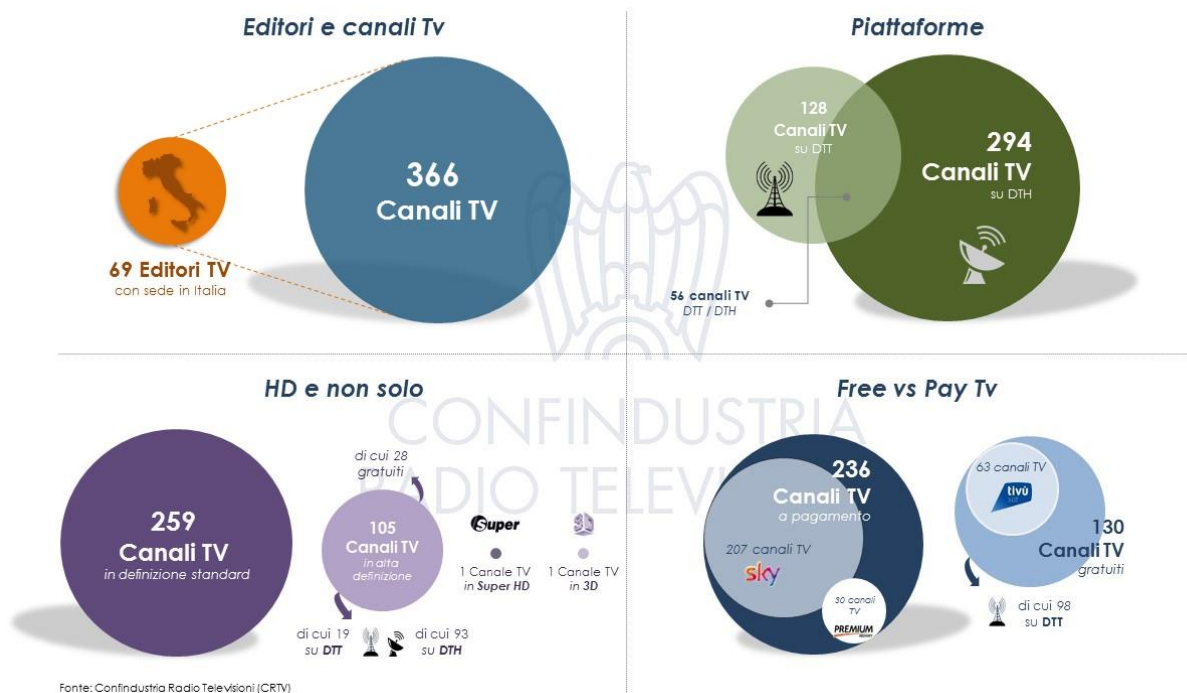 Editori e canali Tv
366
Canali TV
69 Editori TV
con sede in Italia
Piattaforme
128
Canali TV
su DTT
294
Canali TV
su DTH
56 canali TV
DTT / DTH
CONFINDUSTRIA
RADIO TELEVI
HD e non solo
259
Canali TV
in definizione standard
di cui 28
gratuiti
105
Canali TV
in alta
definizione
di cui 19
su DTT
di cui 93
su DTH
Super
1 Canale TV
in Super HD
3D
1 Canale TV
in 3D
Free vs Pay Tv
236
Canali TV
a pagamento
207 canali TV
sky
30 canali
TV
PREMIUM
63 canali TV
tivù
130
Canali TV
gratuiti
di cui 98
su DTT
Fonte: Confindustria Radio Televisioni (CRTV)